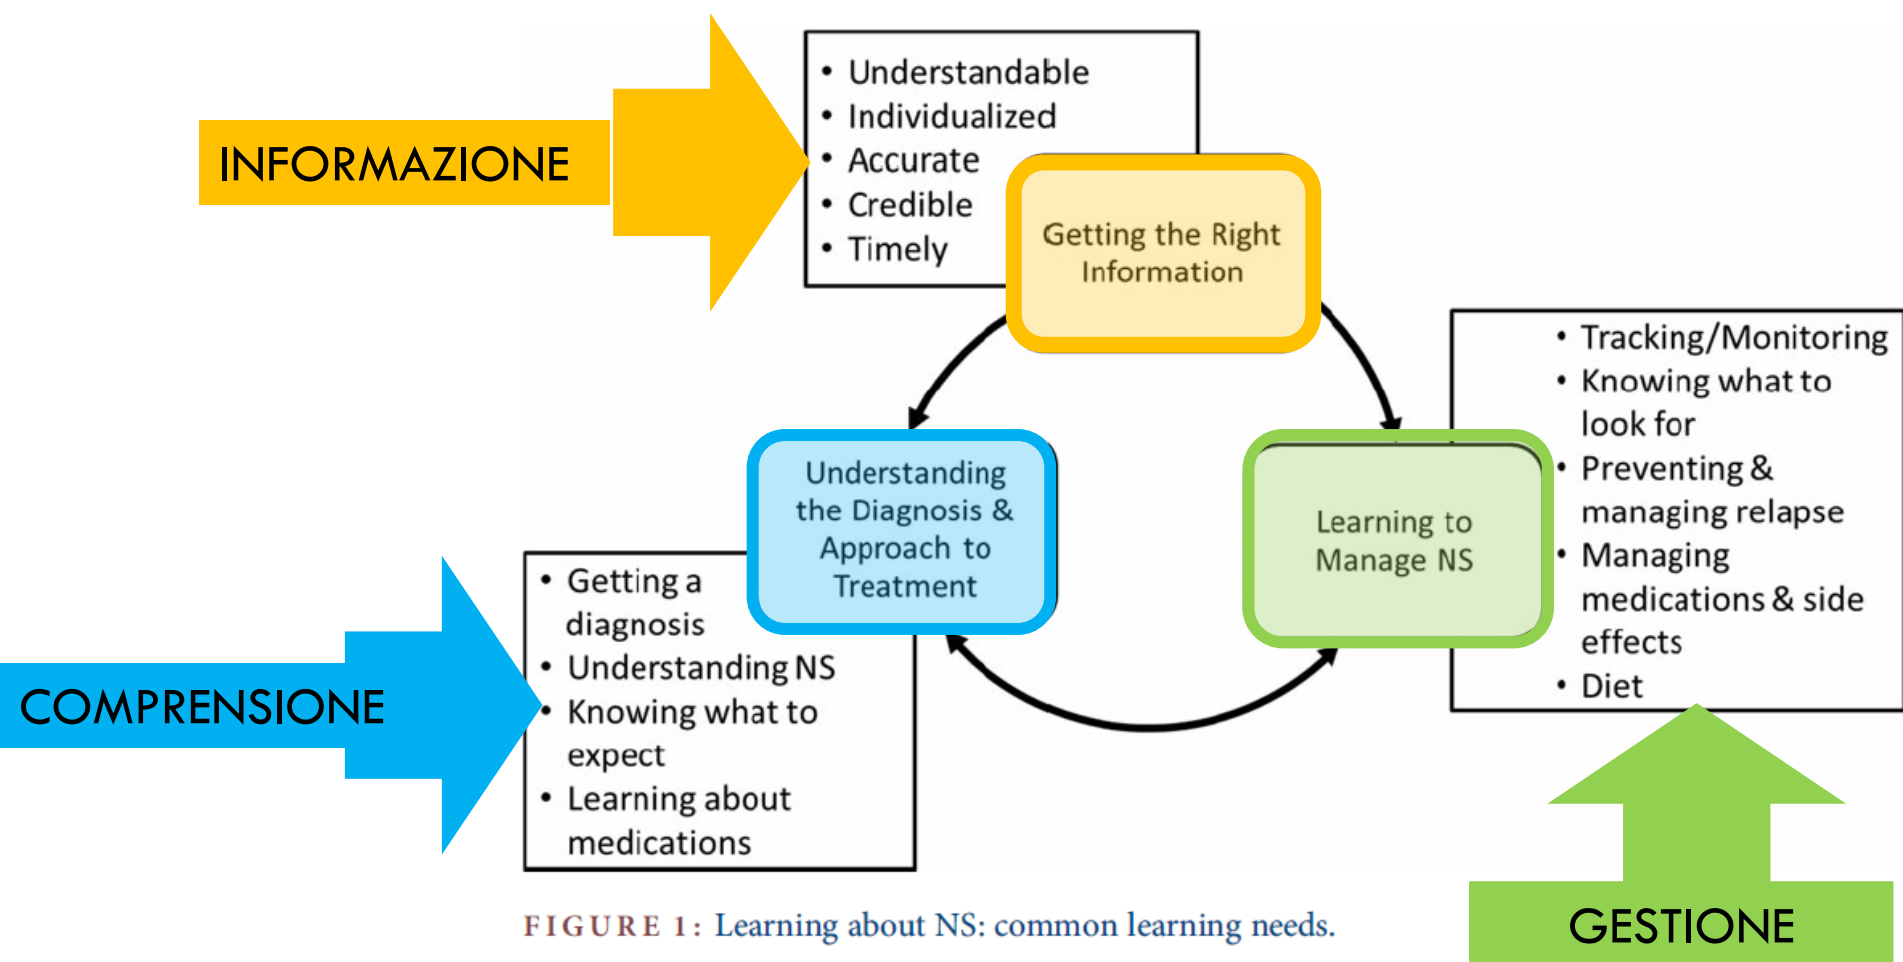 INFORMAZIONE
• Understandable
• Individualized
• Accurate
• Credible
• Timely
Getting the Right
Information
• Tracking/Monitoring
• Knowing what to
look for
• Preventing &
managing relapse
• Managing
medications & side
effects
• Diet
Understanding
the Diagnosis &
Approach to
Treatment
Learning to
Manage NS
COMPRENSIONE
• Getting a
diagnosis
• Understanding NS
• Knowing what to
expect
• Learning about
medications
GESTIONE
FIGURE 1: Learning about NS: common learning needs.